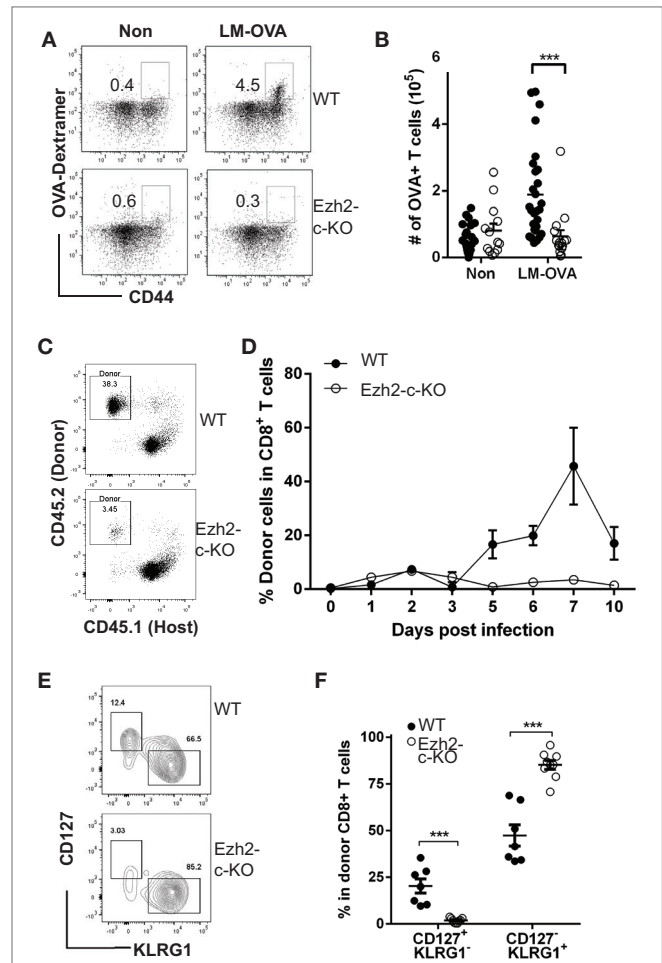 A
Non
LM-OVA
0.4
4.5
WT
0.6
0.3
Ezh2-
c-KO
OVA-Dextramer
CD44
B
***
# of OVA+ T cells (10⁵)
6
4
2
0
Non
LM-OVA
C
Donor
38.3
WT
Donor
3.45
Ezh2-
c-KO
CD45.2 (Donor)
CD45.1 (Host)
D
WT
Ezh2-c-KO
% Donor cells in CD8⁺ T cells
80
60
40
20
0
0 1 2 3 5 6 7 10
Days post infection
E
12.4
WT
66.5
3.03
Ezh2-
c-KO
85.2
CD127
KLRG1
F
WT
Ezh2-
c-KO
***
***
% in donor CD8+ T cells
100
75
50
25
0
CD127⁺
KLRG1⁻
CD127⁻
KLRG1⁺